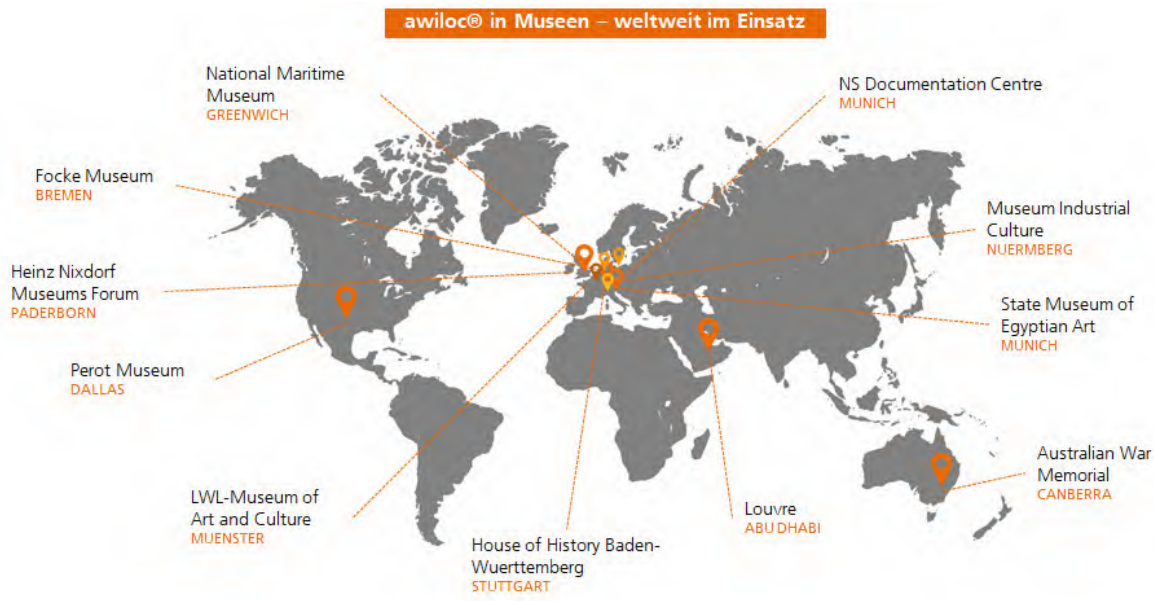 awiloc® in Museen – weltweit im Einsatz
National Maritime
Museum
GREENWICH
NS Documentation Centre
MUNICH
Focke Museum
BREMEN
Museum Industrial
Culture
NUERMBERG
Heinz Nixdorf
Museums Forum
PADERBORN
State Museum of
Egyptian Art
MUNICH
Perot Museum
DALLAS
Australian War
Memorial
CANBERRA
LWL-Museum of
Art and Culture
MUENSTER
Louvre
ABU DHABI
House of History Baden-
Wuerttemberg
STUTTGART